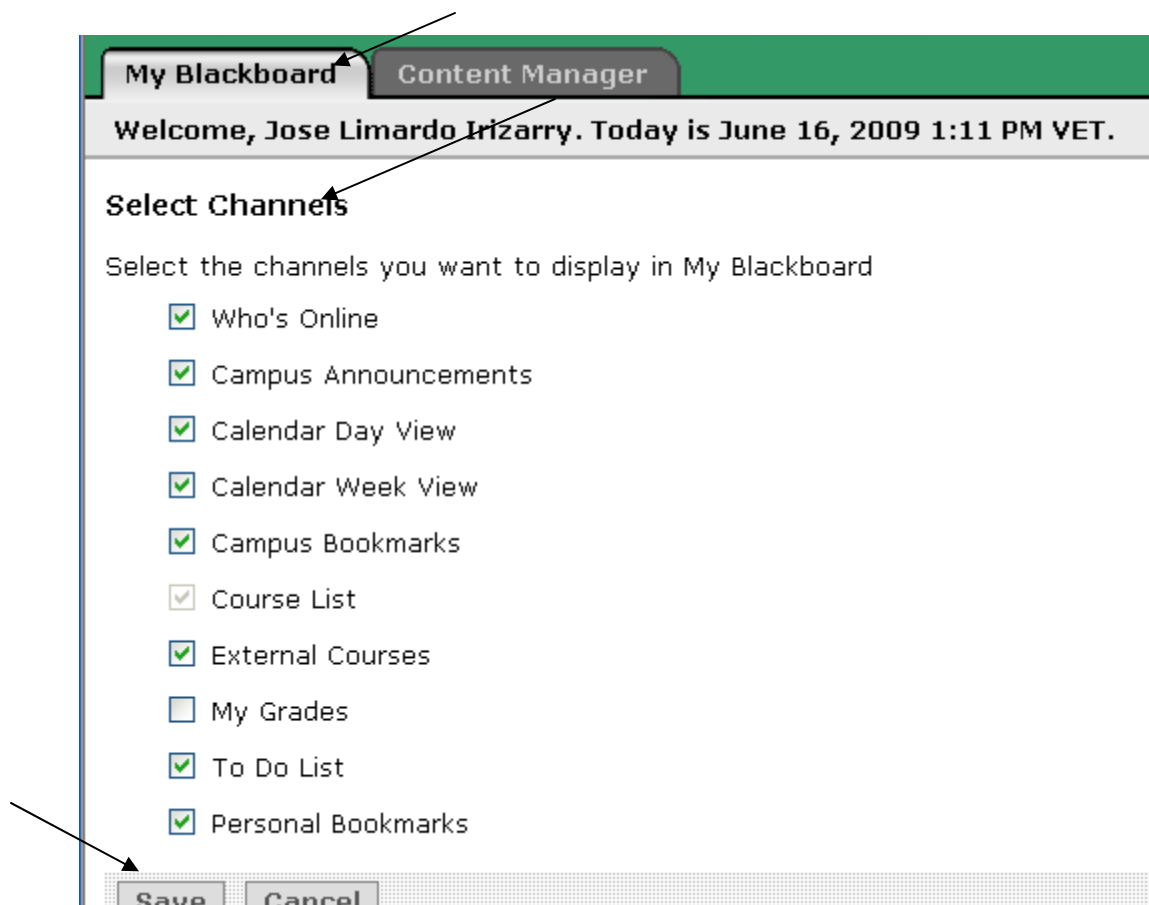 My Blackboard Content Manager
Welcome, Jose Limardo Irizarry. Today is June 16, 2009 1:11 PM VET.
Select Channels
Select the channels you want to display in My Blackboard
Who's Online
Campus Announcements
Calendar Day View
Calendar Week View
Campus Bookmarks
Course List
External Courses
My Grades
To Do List
Personal Bookmarks
Save Cancel